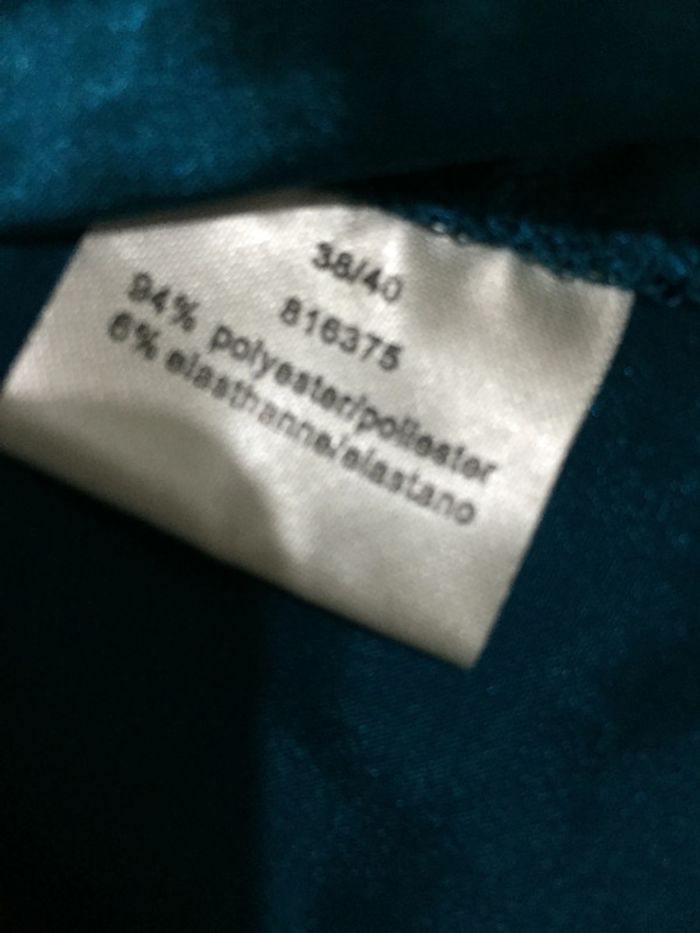 38/40
816375
94% polyester/poliester
6% elasthanne/elastano